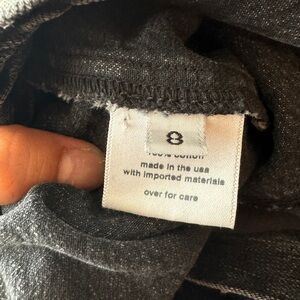 8
100% cotton
made in the usa
with imported materials
over for care